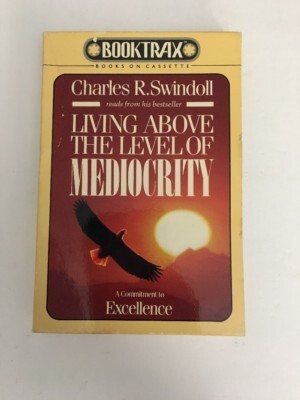 BOOKTRAX
BOOKS ON CASSETTE
Charles R. Swindoll
reads from his bestseller
LIVING ABOVE
THE LEVEL OF
MEDIOCRITY
A Commitment to
Excellence